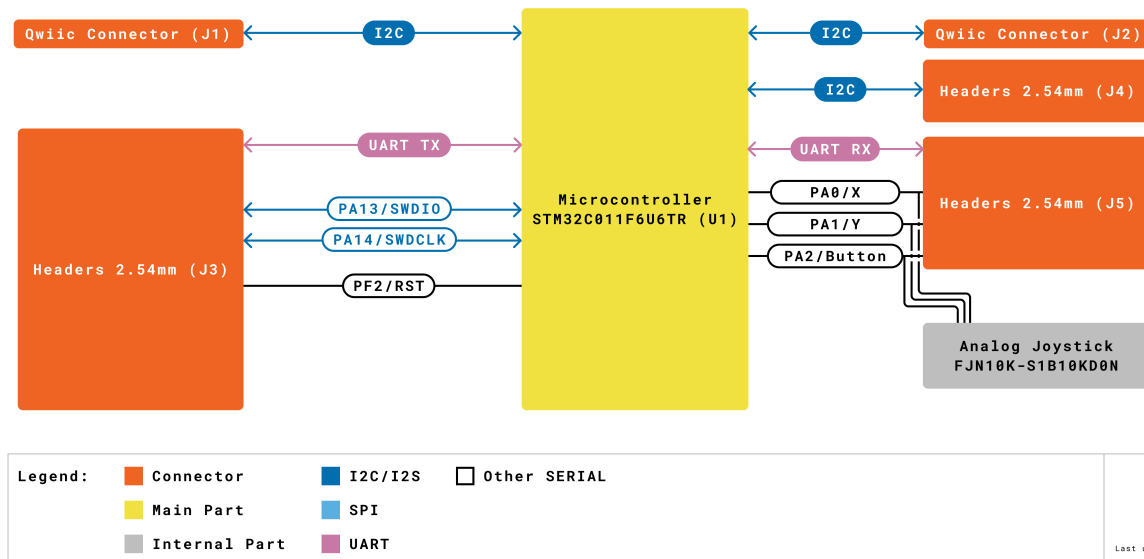 Qwiic Connector (J1)
I2C
I2C
Qwiic Connector (J2)
I2C
Headers 2.54mm (J4)
UART TX
UART RX
PA0/X
Microcontroller
STM32C011F6U6TR (U1)
Headers 2.54mm (J5)
PA13/SWDIO
PA1/Y
PA14/SWDCLK
PA2/Button
Headers 2.54mm (J3)
PF2/RST
Analog Joystick
FJN10K-S1B10KD0N
Legend:
Connector
I2C/I2S
Other SERIAL
Main Part
SPI
Internal Part
UART
Last